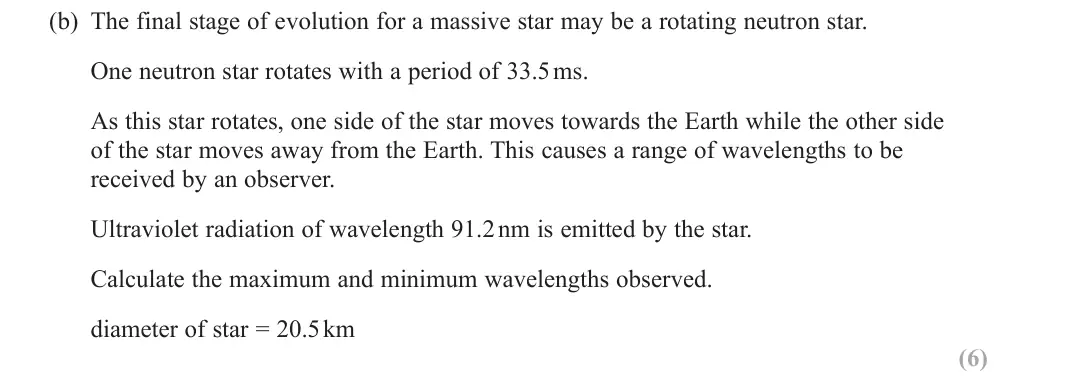 (b) The final stage of evolution for a massive star may be a rotating neutron star.
One neutron star rotates with a period of 33.5 ms.
As this star rotates, one side of the star moves towards the Earth while the other side
of the star moves away from the Earth. This causes a range of wavelengths to be
received by an observer.
Ultraviolet radiation of wavelength 91.2 nm is emitted by the star.
Calculate the maximum and minimum wavelengths observed.
diameter of star = 20.5 km
(6)